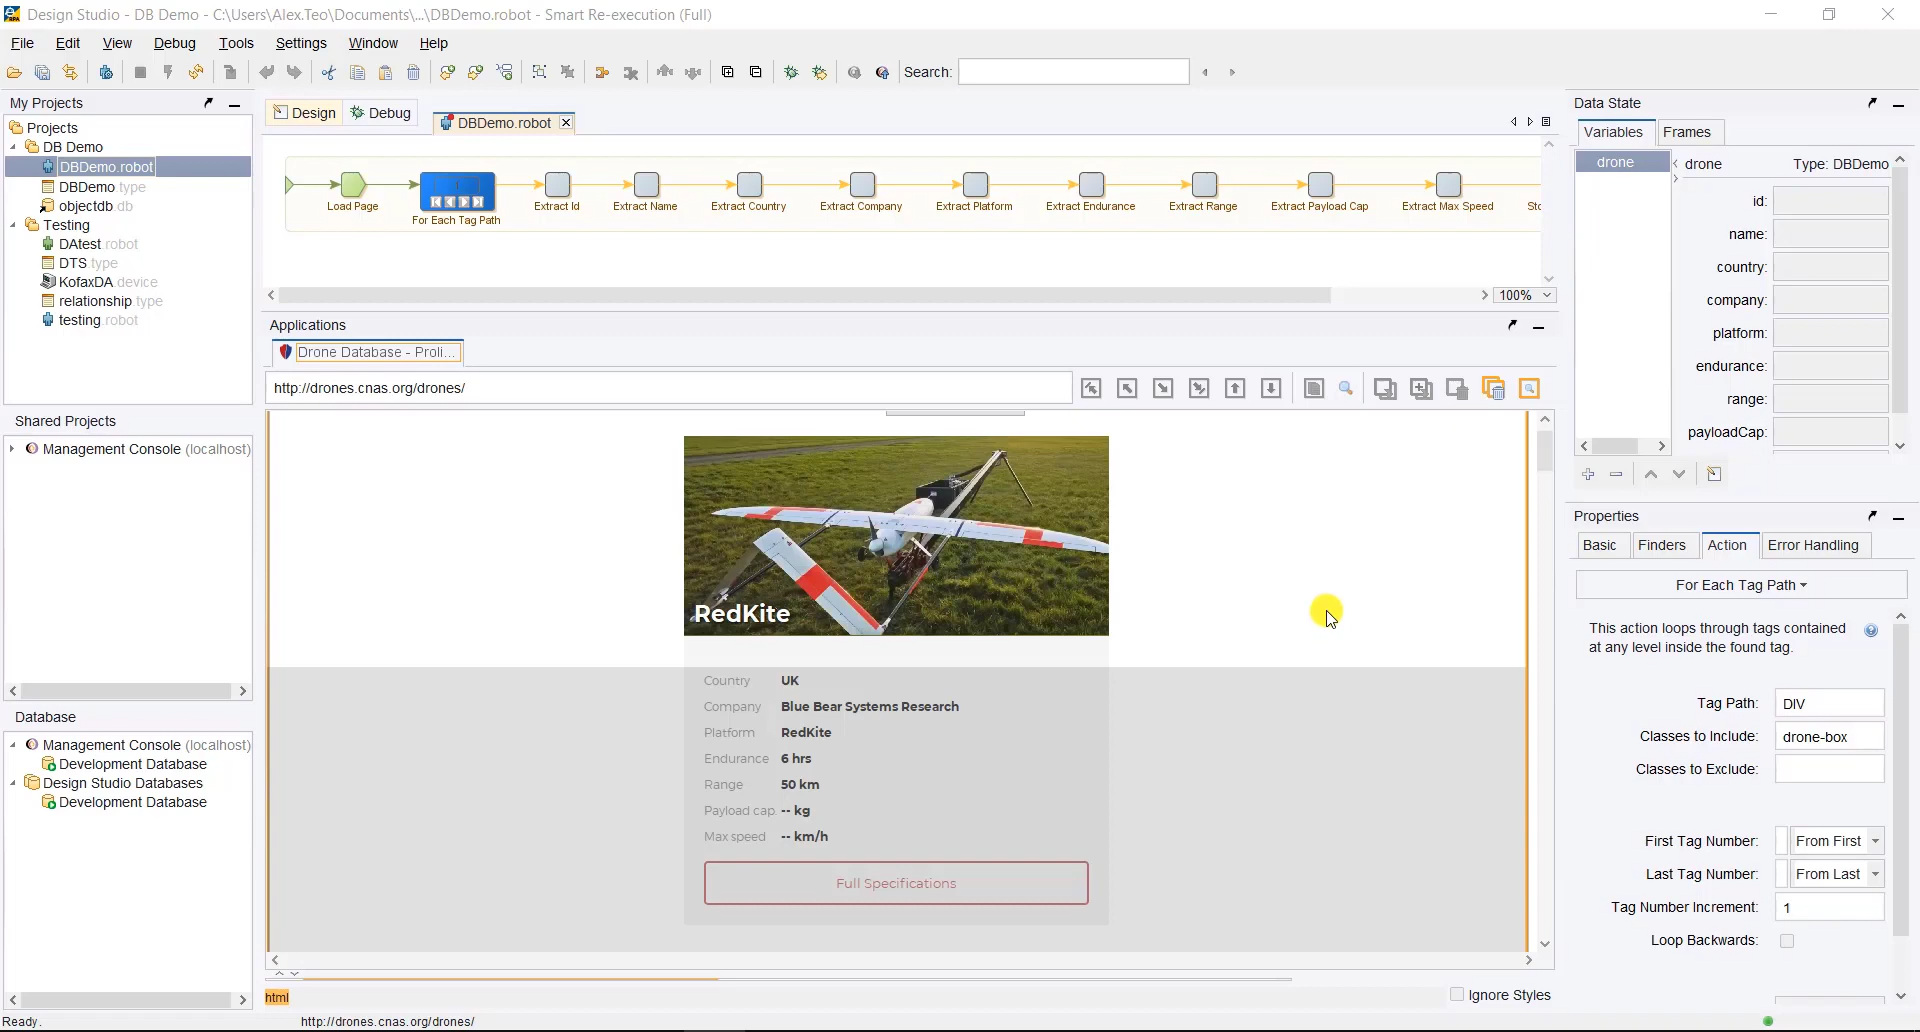 Design Studio - DB Demo - C:\Users\Alex.Teo\Documents\...\DBDemo.robot - Smart Re-execution (Full)
File Edit View Debug Tools Settings Window Help
Search:
My Projects
Projects
DB Demo
DBDemo.robot
DBDemo.type
objectdb.db
Testing
DAtest.robot
DTS.type
KofaxDA.device
relationship.type
testing.robot
Shared Projects
Management Console (localhost)
Database
Management Console (localhost)
Development Database
Design Studio Databases
Development Database
Design Debug DBDemo.robot
1
Load Page
For Each Tag Path
Extract Id
Extract Name
Extract Country
Extract Company
Extract Platform
Extract Endurance
Extract Range
Extract Payload Cap
Extract Max Speed
Sto
100%
Applications
Drone Database - Proli...
http://drones.cnas.org/drones/
RedKite
Country UK
Company Blue Bear Systems Research
Platform RedKite
Endurance 6 hrs
Range 50 km
Payload cap -- kg
Max speed -- km/h
Full Specifications
html
Ignore Styles
Data State
Variables Frames
drone
drone Type: DBDemo
id:
name:
country:
company:
platform:
endurance:
range:
payloadCap:
Properties
Basic Finders Action Error Handling
For Each Tag Path
This action loops through tags contained
at any level inside the found tag.
Tag Path: DIV
Classes to Include: drone-box
Classes to Exclude:
First Tag Number: From First
Last Tag Number: From Last
Tag Number Increment: 1
Loop Backwards:
Ready.
http://drones.cnas.org/drones/